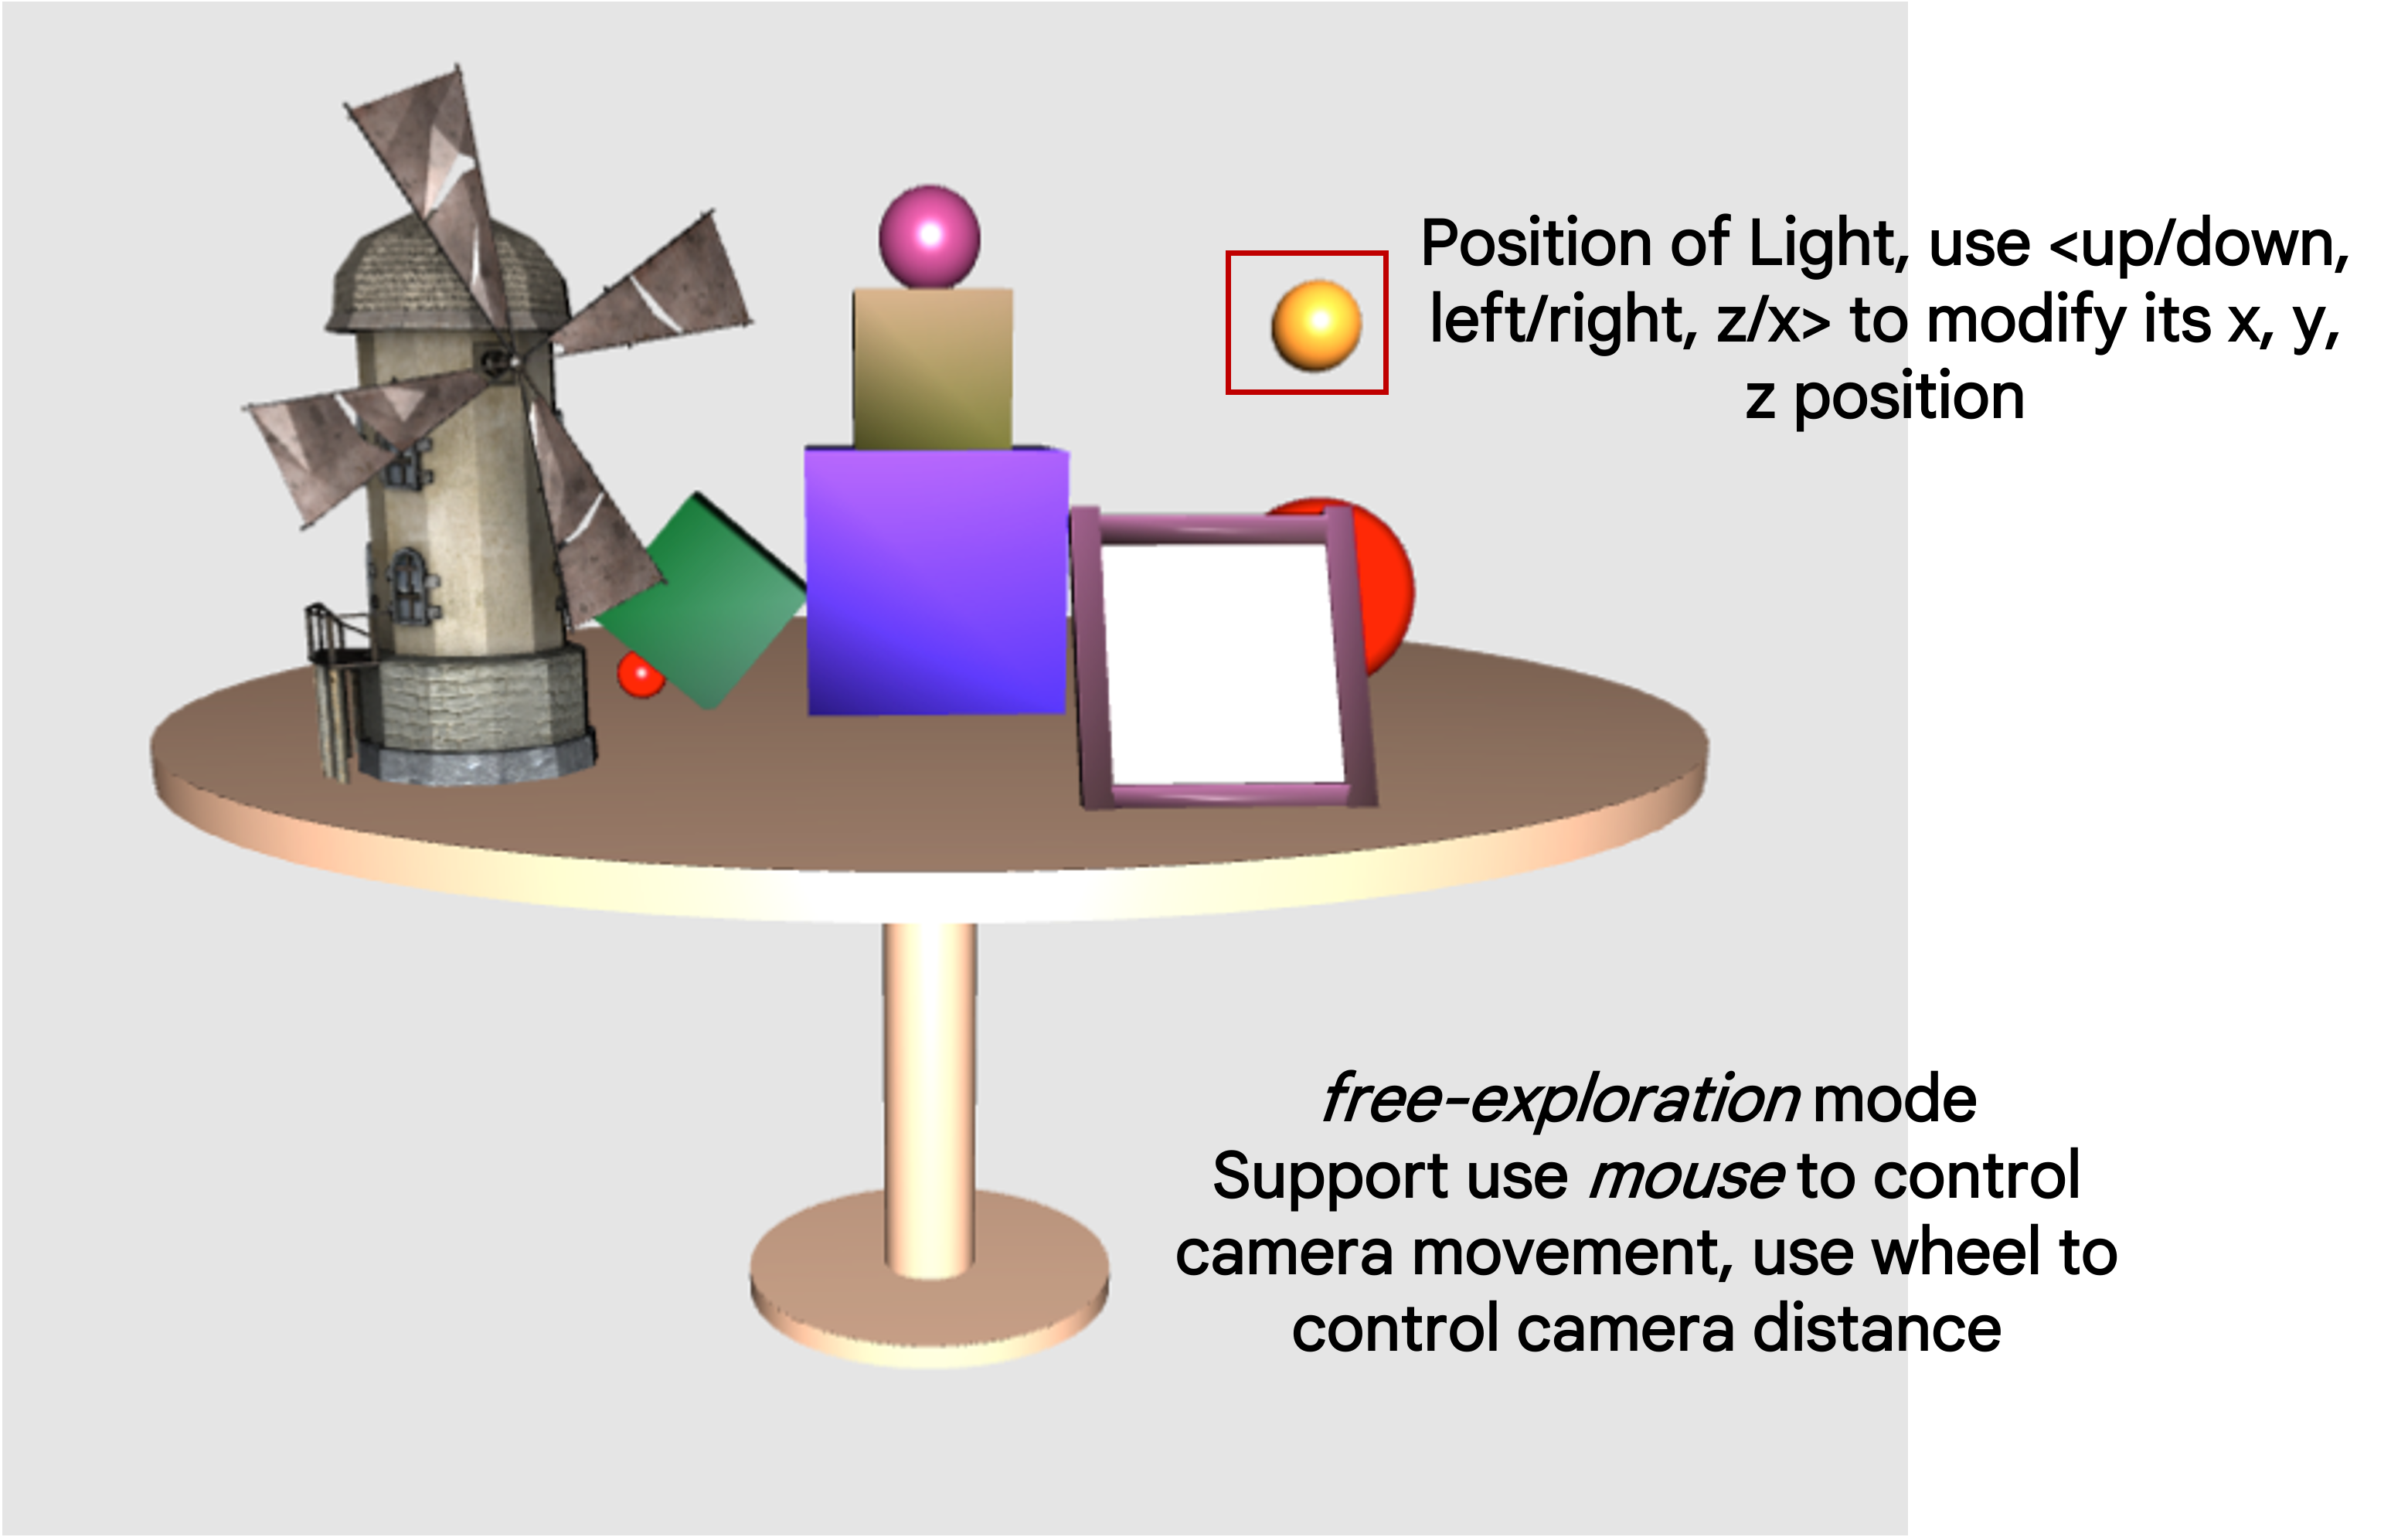 Position of Light, use <up/down,
left/right, z/x> to modify its x, y,
z position
free-exploration mode
Support use mouse to control
camera movement, use wheel to
control camera distance